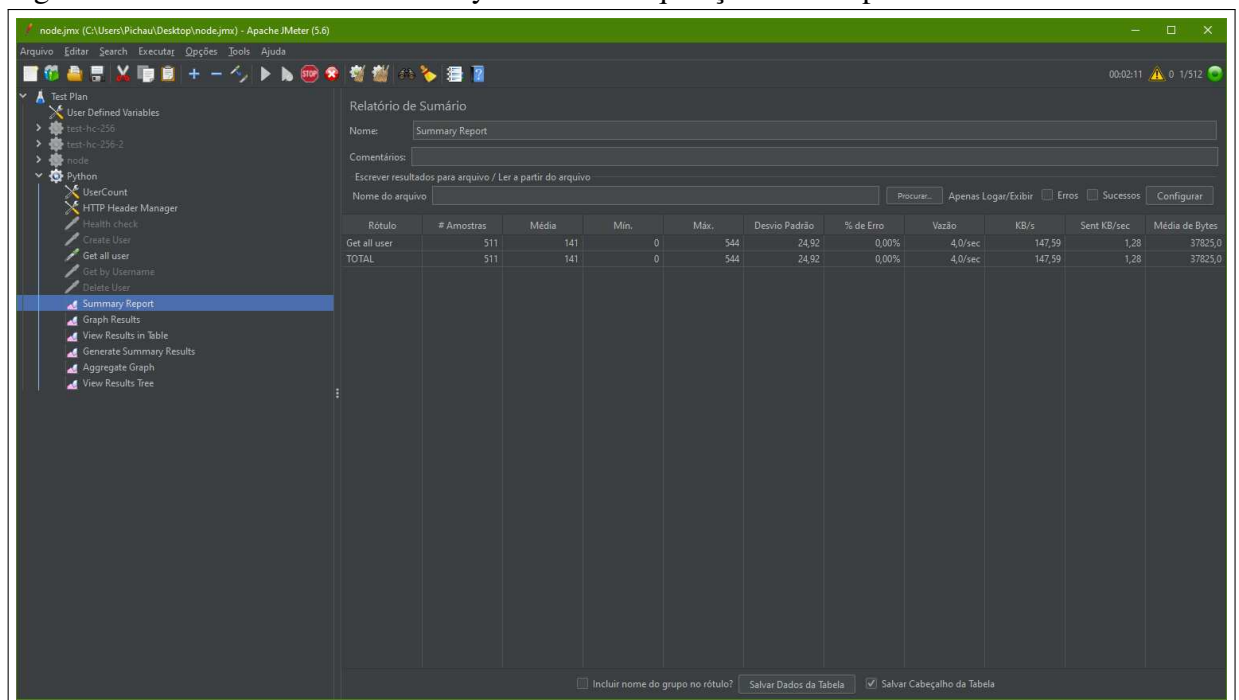 node.jmx (C:\Users\Pichau\Desktop\node.jmx) - Apache JMeter (5.6)
Arquivo Editar Search Executar Opções Tools Ajuda
STOP
00:02:11 0 1/512
Test Plan
User Defined Variables
test-hc-256
test-hc-256-2
node
Python
UserCount
HTTP Header Manager
Health check
Create User
Get all user
Get by Username
Delete User
Summary Report
Graph Results
View Results in Table
Generate Summary Results
Aggregate Graph
View Results Tree
Relatório de Sumário
Nome: Summary Report
Comentários:
Escrever resultados para arquivo / Ler a partir do arquivo
Nome do arquivo Procurar... Apenas Logar/Exibir Erros Sucessos Configurar
Rótulo # Amostras Média Mín. Máx. Desvio Padrão % de Erro Vazão KB/s Sent KB/sec Média de Bytes
Get all user 511 141 0 544 24,92 0,00% 4,0/sec 147,59 1,28 37825,0
TOTAL 511 141 0 544 24,92 0,00% 4,0/sec 147,59 1,28 37825,0
Incluir nome do grupo no rótulo? Salvar Dados da Tabela Salvar Cabeçalho da Tabela